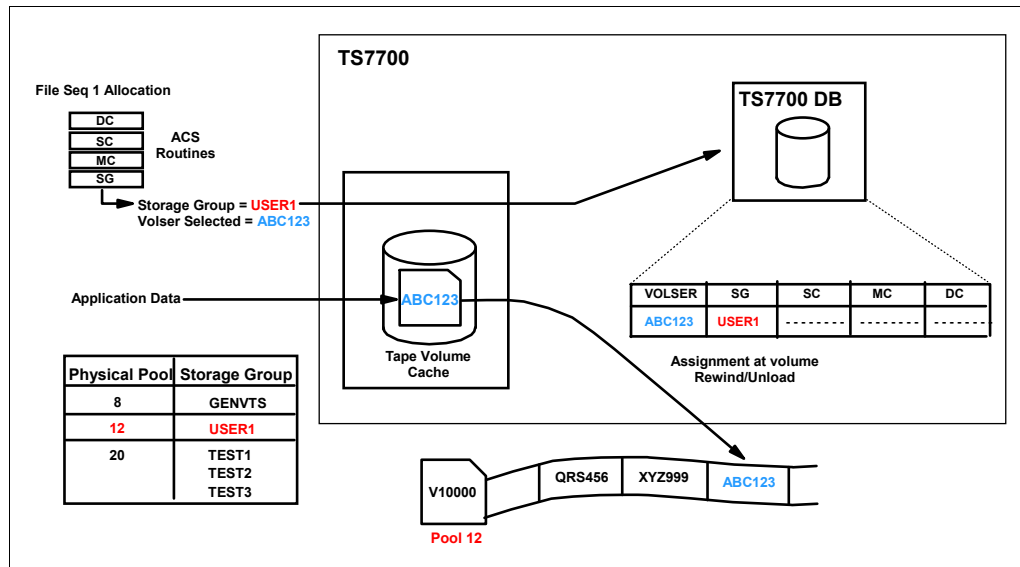 TS7700
File Seq 1 Allocation
DC
SC
MC
SG
ACS
Routines
Storage Group = USER1
Volser Selected = ABC123
TS7700 DB
Application Data
ABC123
Tape Volume
Cache
VOLSER SG SC MC DC
ABC123 USER1 -------- -------- --------
Assignment at volume
Rewind/Unload
Physical Pool Storage Group
8 GENVTS
12 USER1
20 TEST1
TEST2
TEST3
V10000 QRS456 XYZ999 ABC123
Pool 12